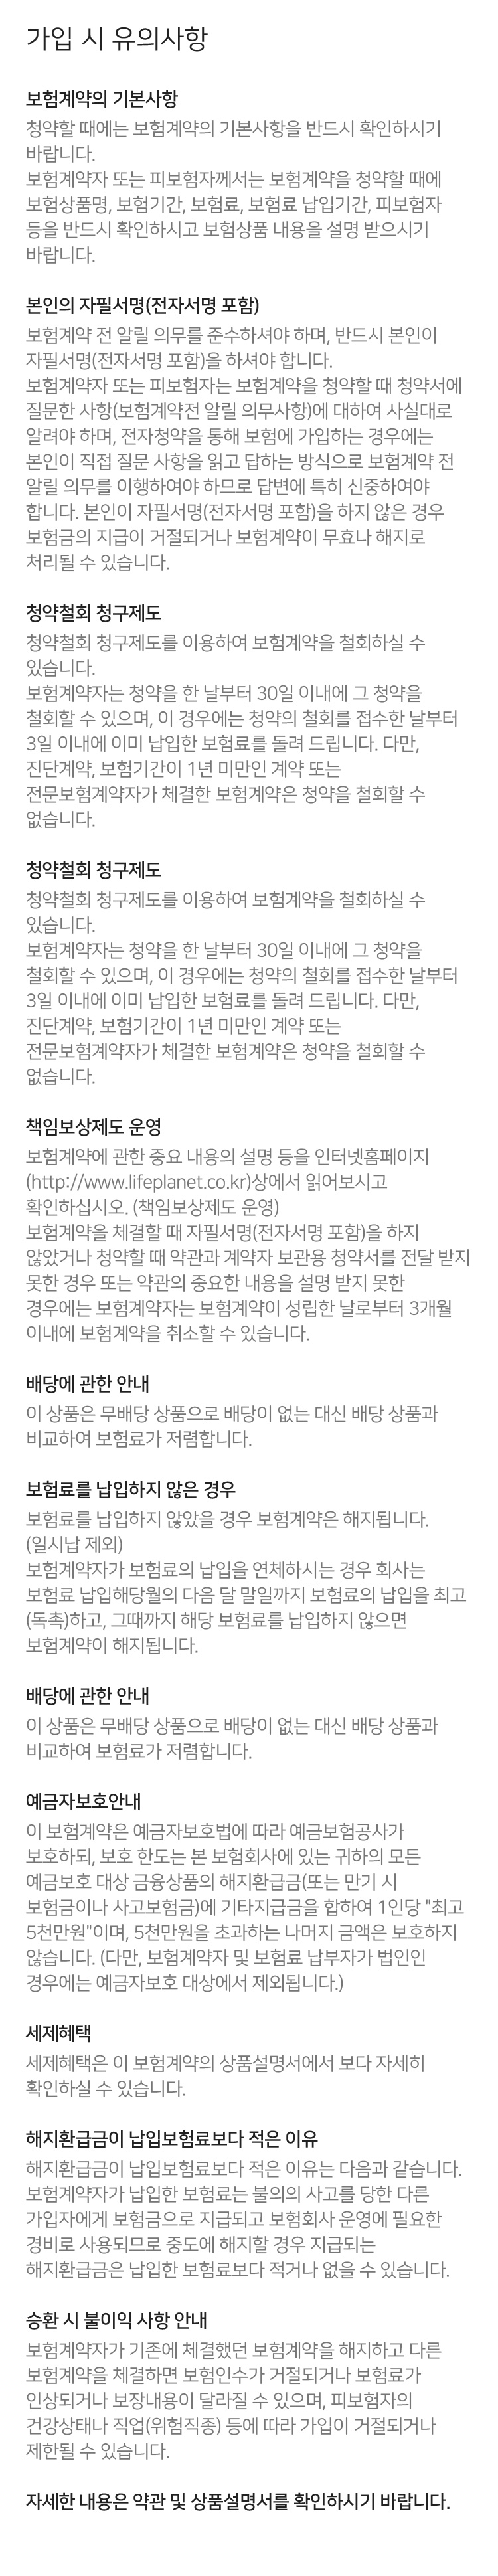 가입 시 유의사항
보험계약의 기본사항
청약할 때에는 보험계약의 기본사항을 반드시 확인하시기
바랍니다.
보험계약자 또는 피보험자께서는 보험계약을 청약할 때에
보험상품명, 보험기간, 보험료, 보험료 납입기간, 피보험자
등을 반드시 확인하시고 보험상품 내용을 설명 받으시기
바랍니다.
본인의 자필서명(전자서명 포함)
보험계약 전 알릴 의무를 준수하셔야 하며, 반드시 본인이
자필서명(전자서명 포함)을 하셔야 합니다.
보험계약자 또는 피보험자는 보험계약을 청약할 때 청약서에
질문한 사항(보험계약전 알릴 의무사항)에 대하여 사실대로
알려야 하며, 전자청약을 통해 보험에 가입하는 경우에는
본인이 직접 질문 사항을 읽고 답하는 방식으로 보험계약 전
알릴 의무를 이행하여야 하므로 답변에 특히 신중하여야
합니다. 본인이 자필서명(전자서명 포함)을 하지 않은 경우
보험금의 지급이 거절되거나 보험계약이 무효나 해지로
처리될 수 있습니다.
청약철회 청구제도
청약철회 청구제도를 이용하여 보험계약을 철회하실 수
있습니다.
보험계약자는 청약을 한 날부터 30일 이내에 그 청약을
철회할 수 있으며, 이 경우에는 청약의 철회를 접수한 날부터
3일 이내에 이미 납입한 보험료를 돌려 드립니다. 다만,
진단계약, 보험기간이 1년 미만인 계약 또는
전문보험계약자가 체결한 보험계약은 청약을 철회할 수
없습니다.
청약철회 청구제도
청약철회 청구제도를 이용하여 보험계약을 철회하실 수
있습니다.
보험계약자는 청약을 한 날부터 30일 이내에 그 청약을
철회할 수 있으며, 이 경우에는 청약의 철회를 접수한 날부터
3일 이내에 이미 납입한 보험료를 돌려 드립니다. 다만,
진단계약, 보험기간이 1년 미만인 계약 또는
전문보험계약자가 체결한 보험계약은 청약을 철회할 수
없습니다.
책임보상제도 운영
보험계약에 관한 중요 내용의 설명 등을 인터넷홈페이지
(http://www.lifeplanet.co.kr)상에서 읽어보시고
확인하십시오. (책임보상제도 운영)
보험계약을 체결할 때 자필서명(전자서명 포함)을 하지
않았거나 청약할 때 약관과 계약자 보관용 청약서를 전달 받지
못한 경우 또는 약관의 중요한 내용을 설명 받지 못한
경우에는 보험계약자는 보험계약이 성립한 날로부터 3개월
이내에 보험계약을 취소할 수 있습니다.
배당에 관한 안내
이 상품은 무배당 상품으로 배당이 없는 대신 배당 상품과
비교하여 보험료가 저렴합니다.
보험료를 납입하지 않은 경우
보험료를 납입하지 않았을 경우 보험계약은 해지됩니다.
(일시납 제외)
보험계약자가 보험료의 납입을 연체하시는 경우 회사는
보험료 납입해당월의 다음 달 말일까지 보험료의 납입을 최고
(독촉)하고, 그때까지 해당 보험료를 납입하지 않으면
보험계약이 해지됩니다.
배당에 관한 안내
이 상품은 무배당 상품으로 배당이 없는 대신 배당 상품과
비교하여 보험료가 저렴합니다.
예금자보호안내
이 보험계약은 예금자보호법에 따라 예금보험공사가
보호하되, 보호 한도는 본 보험회사에 있는 귀하의 모든
예금보호 대상 금융상품의 해지환급금(또는 만기 시
보험금이나 사고보험금)에 기타지급금을 합하여 1인당 "최고
5천만원"이며, 5천만원을 초과하는 나머지 금액은 보호하지
않습니다. (다만, 보험계약자 및 보험료 납부자가 법인인
경우에는 예금자보호 대상에서 제외됩니다.)
세제혜택
세제혜택은 이 보험계약의 상품설명서에서 보다 자세히
확인하실 수 있습니다.
해지환급금이 납입보험료보다 적은 이유
해지환급금이 납입보험료보다 적은 이유는 다음과 같습니다.
보험계약자가 납입한 보험료는 불의의 사고를 당한 다른
가입자에게 보험금으로 지급되고 보험회사 운영에 필요한
경비로 사용되므로 중도에 해지할 경우 지급되는
해지환급금은 납입한 보험료보다 적거나 없을 수 있습니다.
승환 시 불이익 사항 안내
보험계약자가 기존에 체결했던 보험계약을 해지하고 다른
보험계약을 체결하면 보험인수가 거절되거나 보험료가
인상되거나 보장내용이 달라질 수 있으며, 피보험자의
건강상태나 직업(위험직종) 등에 따라 가입이 거절되거나
제한될 수 있습니다.
자세한 내용은 약관 및 상품설명서를 확인하시기 바랍니다.